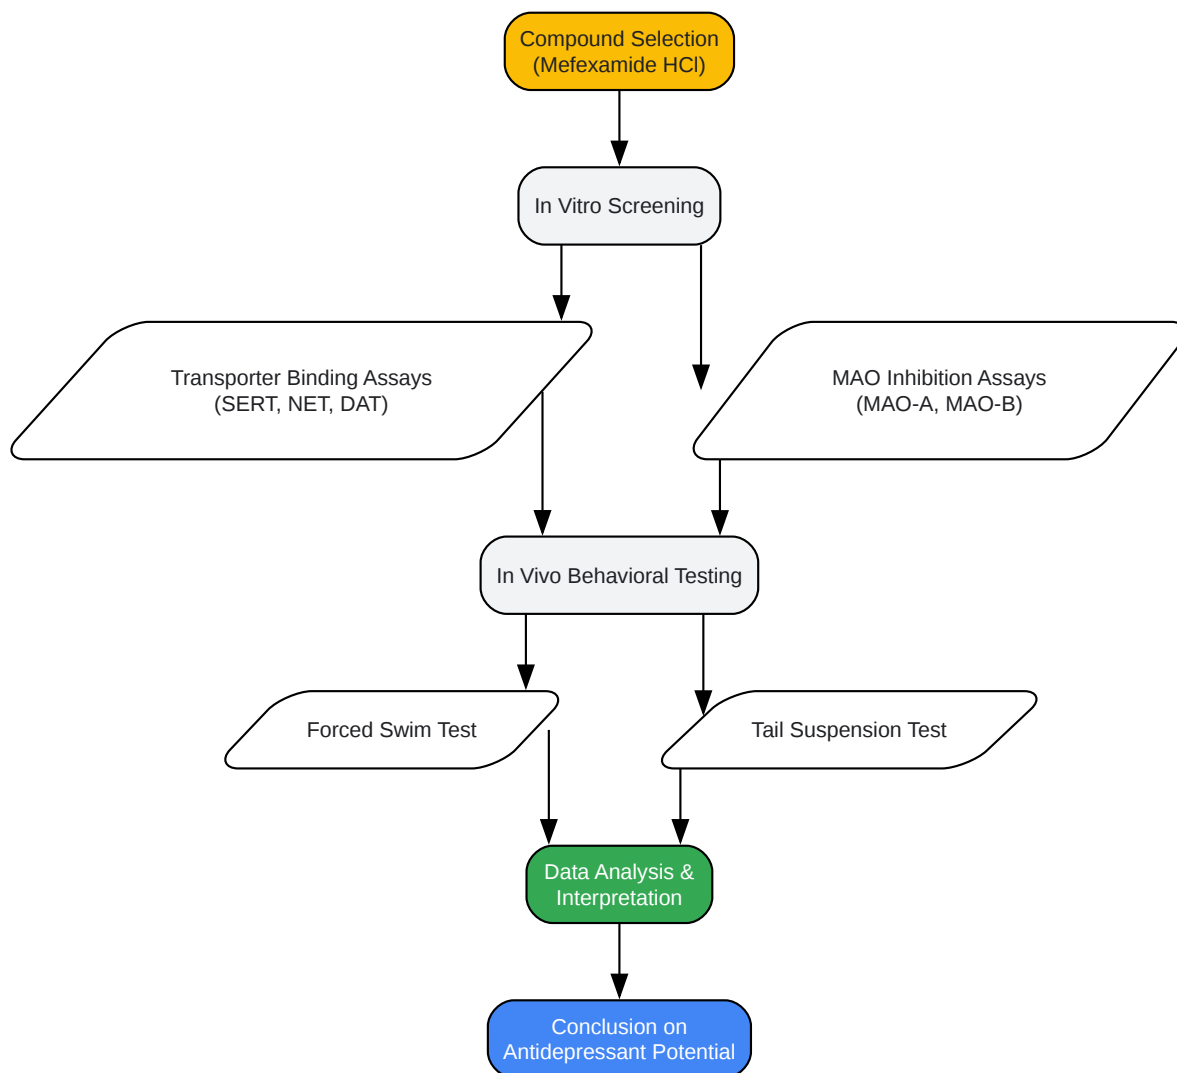 Compound Selection
(Mefexamide HCl)
In Vitro Screening
Transporter Binding Assays
(SERT, NET, DAT)
MAO Inhibition Assays
(MAO-A, MAO-B)
In Vivo Behavioral Testing
Forced Swim Test
Tail Suspension Test
Data Analysis &
Interpretation
Conclusion on
Antidepressant Potential